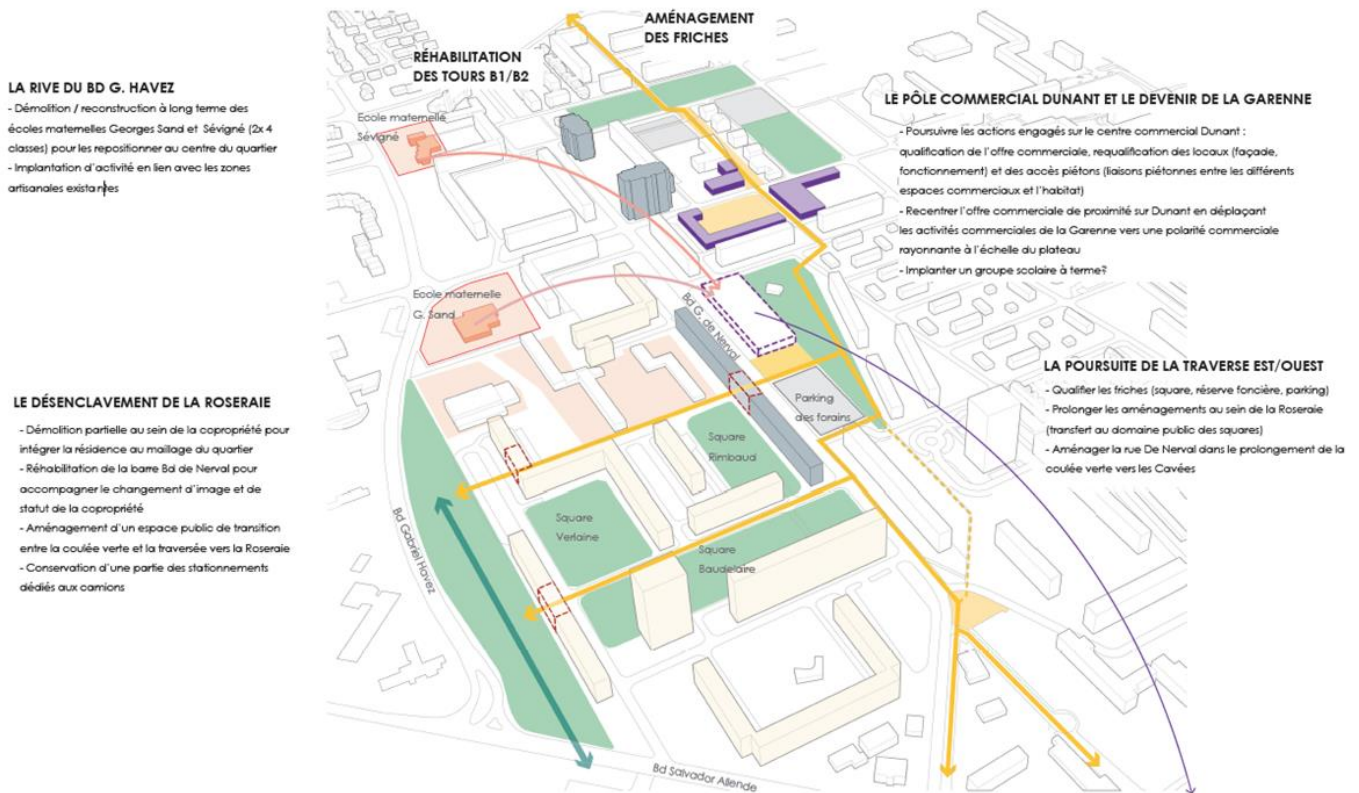 AMÉNAGEMENT
DES FRICHES
RÉHABILITATION
DES TOURS B1/B2
LA RIVE DU BD G. HAVEZ
- Démolition / reconstruction à long terme des
écoles maternelles Georges Sand et Sévigné (2x 4
classes) pour les repositionner au centre du quartier
- Implantation d'activité en lien avec les zones
artisanales existantes
LE PÔLE COMMERCIAL DUNANT ET LE DEVENIR DE LA GARENNE
- Poursuivre les actions engagés sur le centre commercial Dunant :
qualification de l'offre commerciale, requalification des locaux (façade,
fonctionnement) et des accès piétons (liaisons piétonnes entre les différents
espaces commerciaux et l'habitat)
- Recentrer l'offre commerciale de proximité sur Dunant en déplaçant
les activités commerciales de la Garenne vers une polarité commerciale
rayonnante à l'échelle du plateau
- Implanter un groupe scolaire à terme?
Ecole maternelle
Sévigné
Ecole maternelle
G. Sand
Bd G. de Nerval
LA POURSUITE DE LA TRAVERSE EST/OUEST
- Qualifier les friches (square, réserve foncière, parking)
- Prolonger les aménagements au sein de la Roseraie
(transfert au domaine public des squares)
- Aménager la rue De Nerval dans le prolongement de la
coulée verte vers les Cavées
LE DÉSENCLAVEMENT DE LA ROSERAIE
- Démolition partielle au sein de la copropriété pour
intégrer la résidence au maillage du quartier
- Réhabilitation de la barre Bd de Nerval pour
accompagner le changement d'image et de
statut de la copropriété
- Aménagement d'un espace public de transition
entre la coulée verte et la traversée vers la Roseraie
- Conservation d'une partie des stationnements
dédiés aux camions
Parking
des forains
Square
Rimbaud
Square
Verlaine
Square
Baudelaire
Bd Gabriel Havez
Bd Salvador Allende